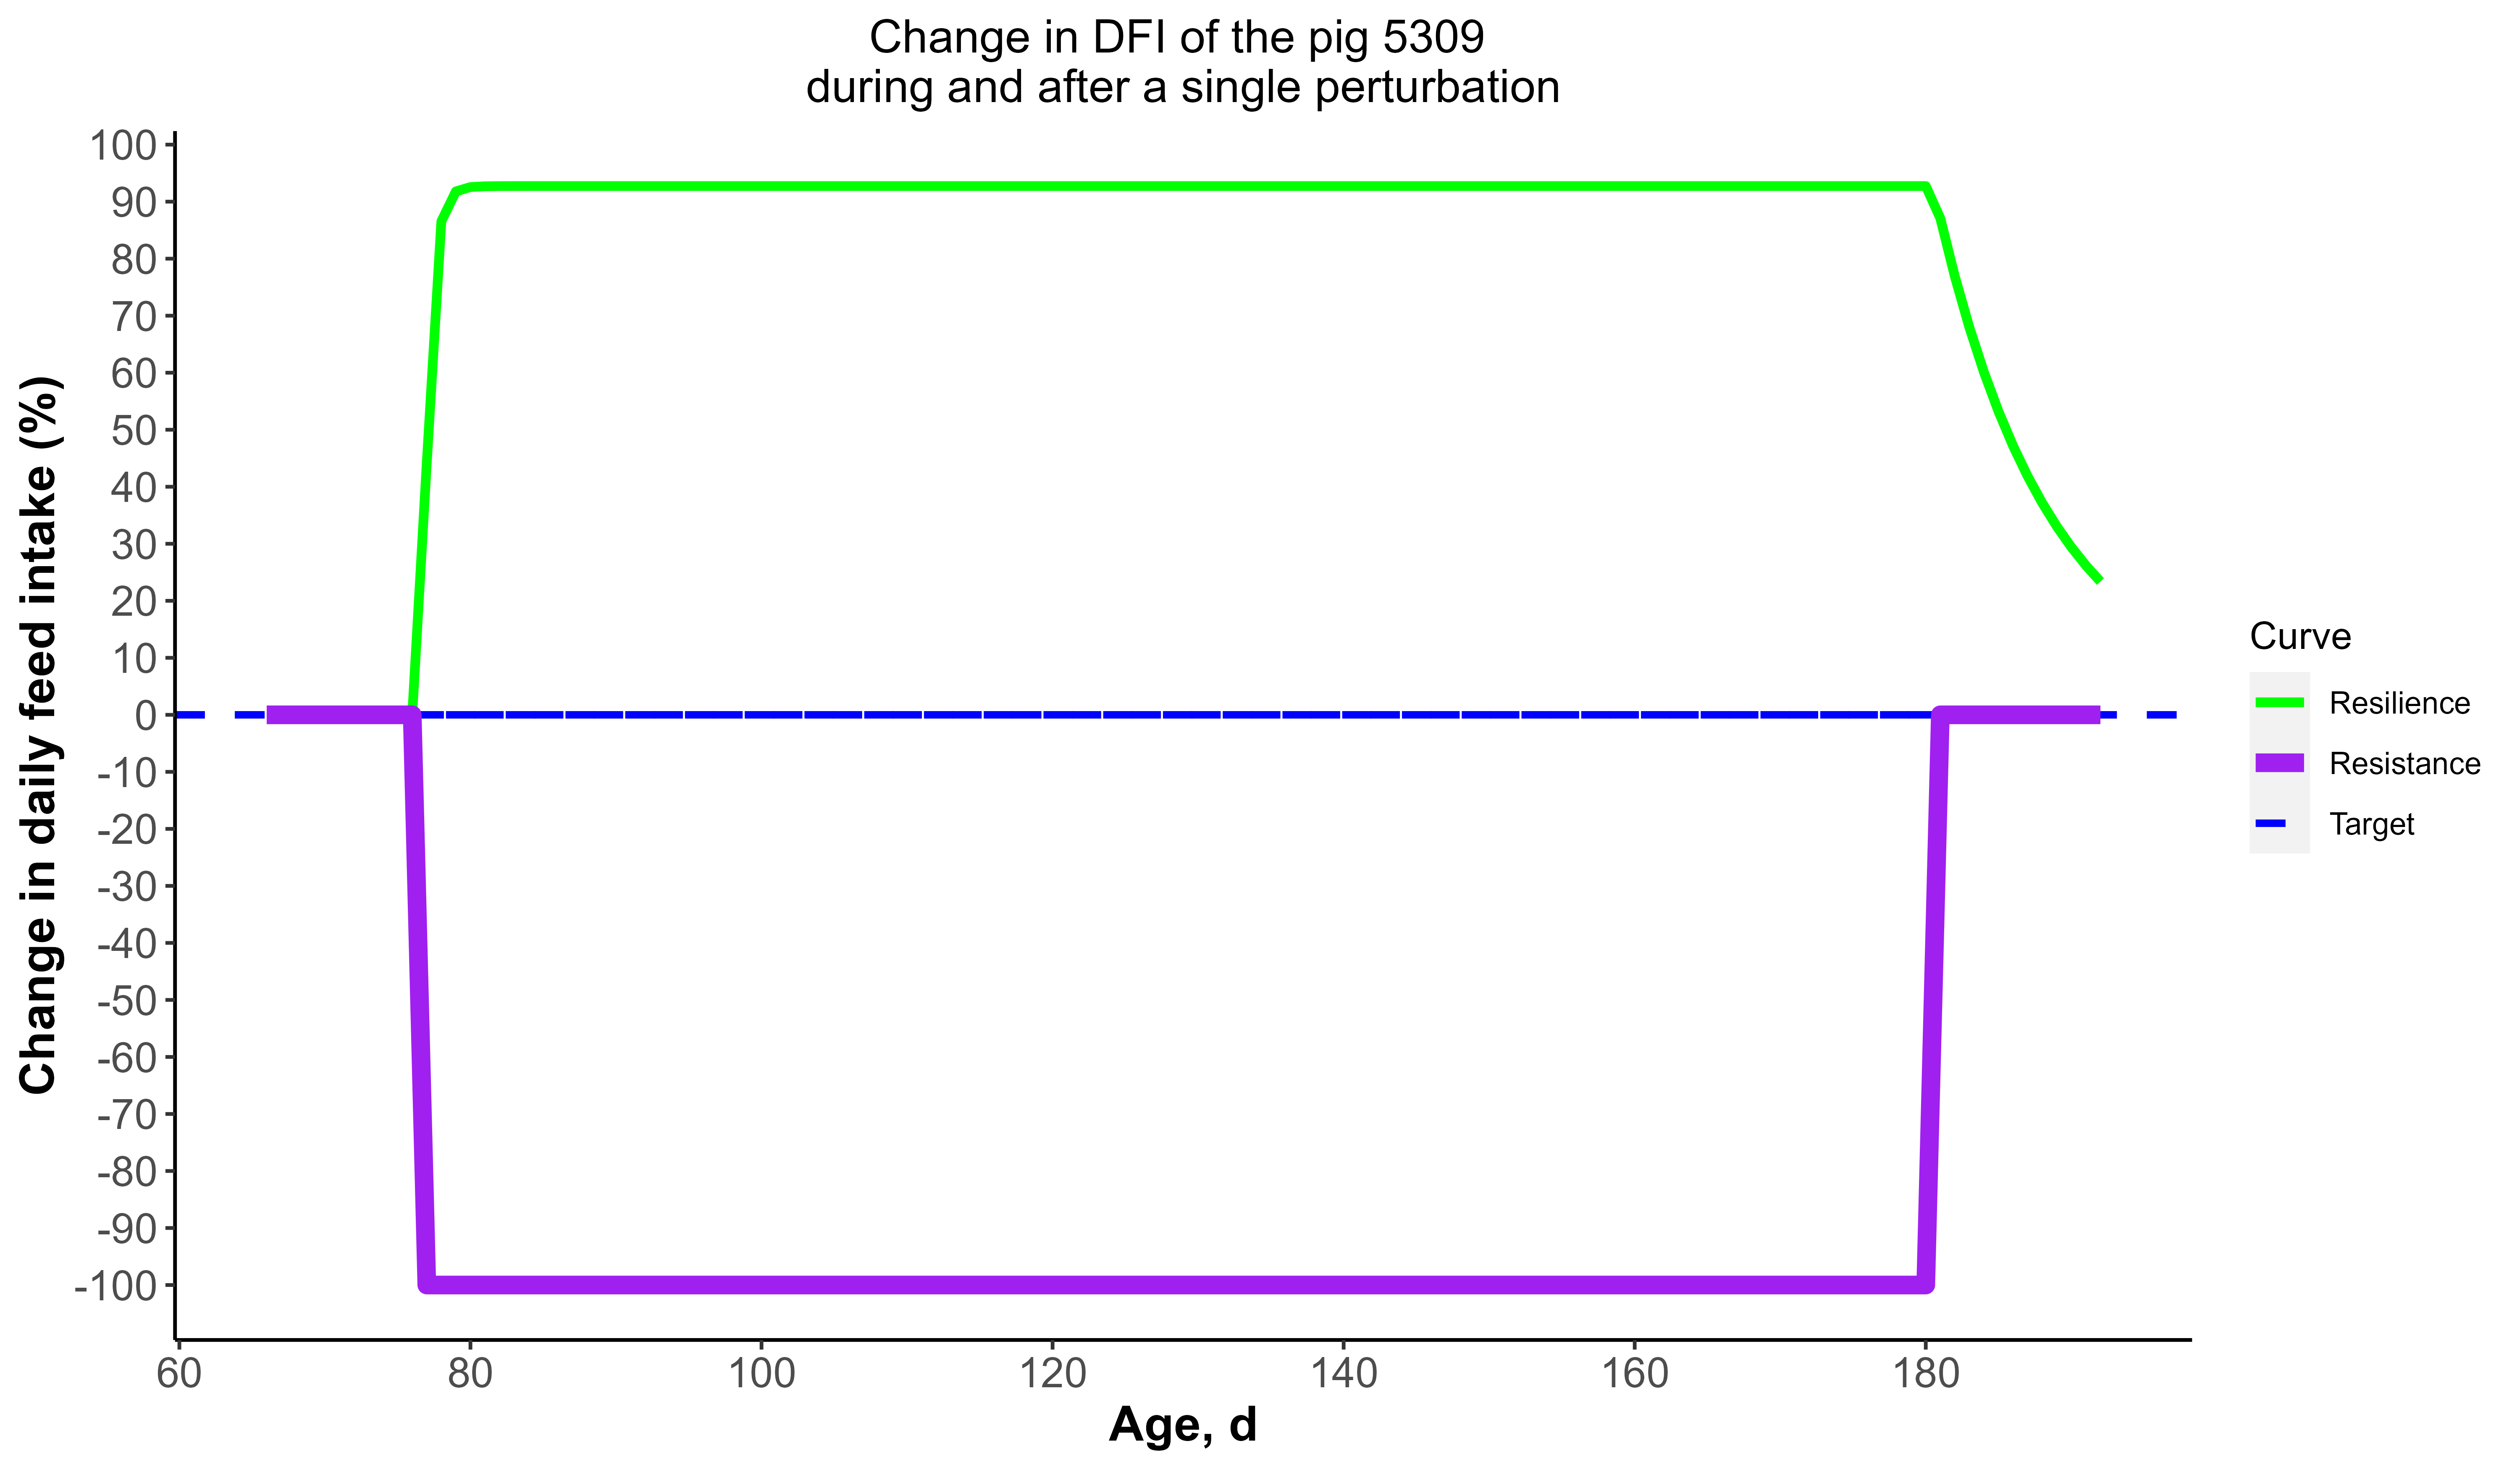 Change in DFI of the pig 5309
during and after a single perturbation
Change in daily feed intake (%)
100
90
80
70
60
50
40
30
20
10
0
-10
-20
-30
-40
-50
-60
-70
-80
-90
-100
60 80 100 120 140 160 180
Age, d
Curve
Resilience
Resistance
Target